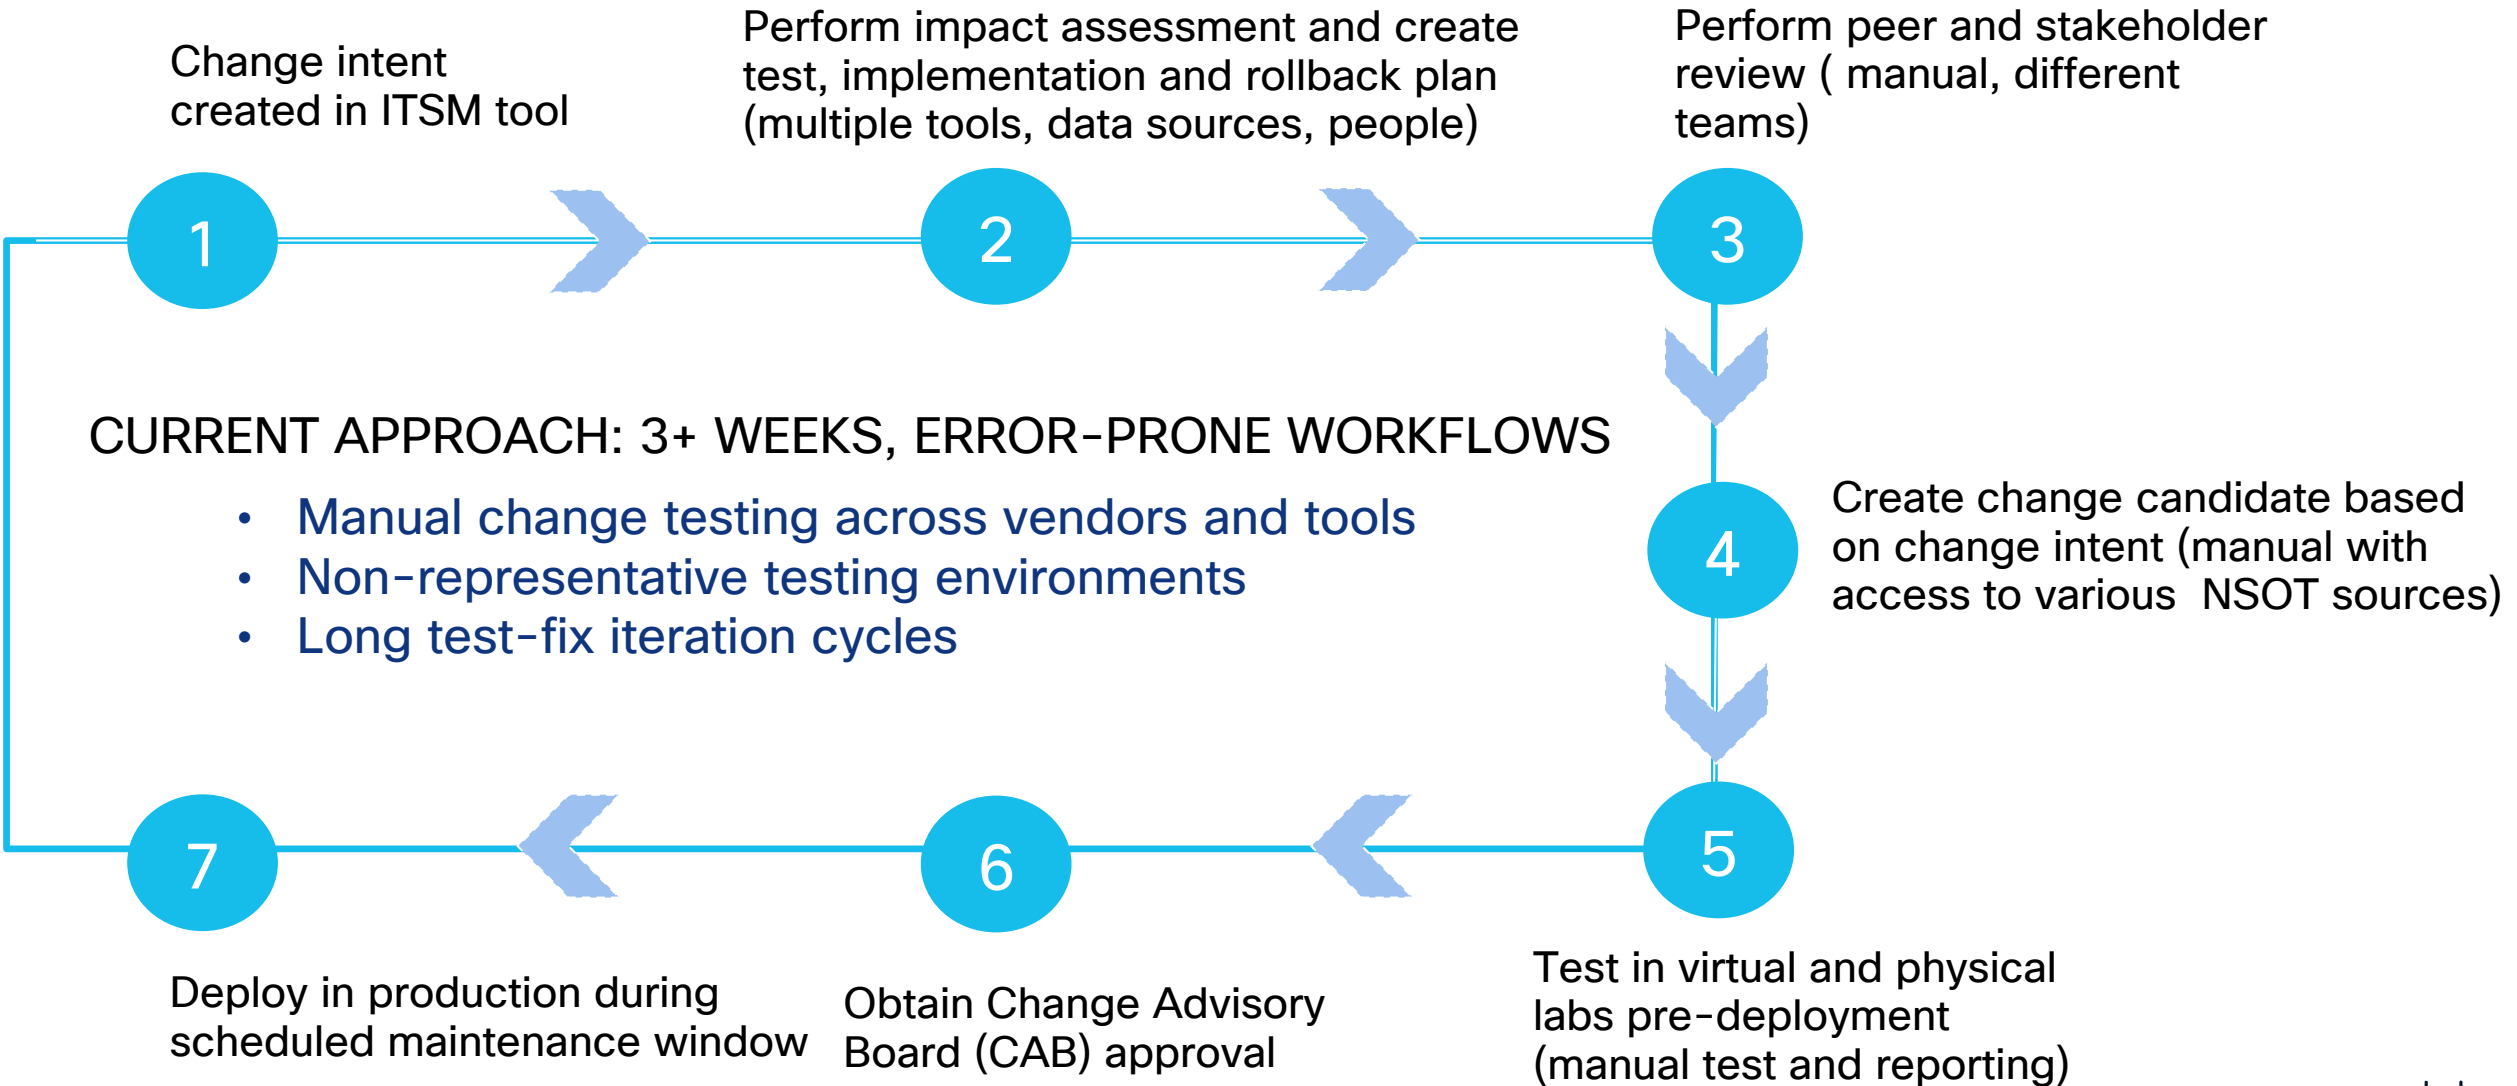 Change intent
created in ITSM tool
Perform impact assessment and create
test, implementation and rollback plan
(multiple tools, data sources, people)
Perform peer and stakeholder
review ( manual, different
teams)
1
2
3
CURRENT APPROACH: 3+ WEEKS, ERROR-PRONE WORKFLOWS
• Manual change testing across vendors and tools
• Non-representative testing environments
• Long test-fix iteration cycles
4
Create change candidate based
on change intent (manual with
access to various  NSOT sources)
7
6
5
Deploy in production during
scheduled maintenance window
Obtain Change Advisory
Board (CAB) approval
Test in virtual and physical
labs pre-deployment
(manual test and reporting)